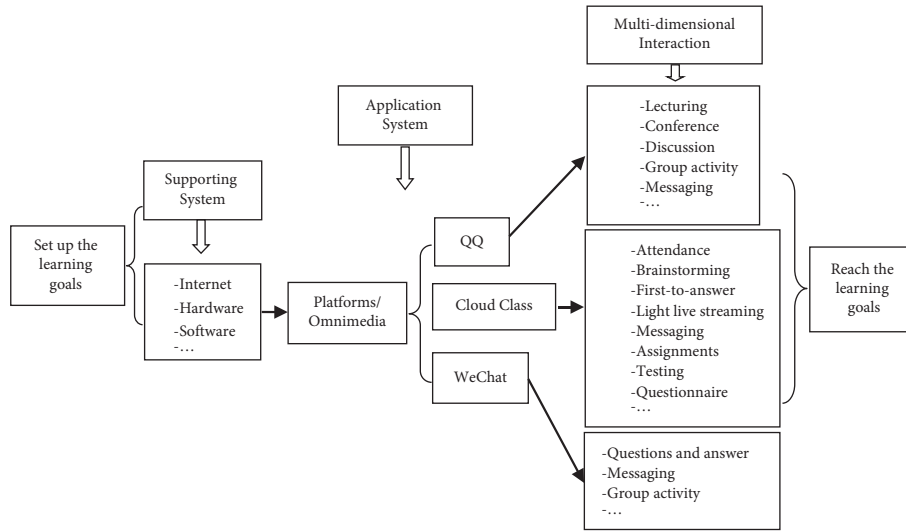 Multi-dimensional
Interaction
Application
System
-Lecturing
-Conference
-Discussion
-Group activity
-Messaging
-…
Supporting
System
Set up the
learning
goals
-Internet
-Hardware
-Software
-…
Platforms/
Omnimedia
QQ
Cloud Class
WeChat
-Attendance
-Brainstorming
-First-to-answer
-Light live streaming
-Messaging
-Assignments
-Testing
-Questionnaire
-…
Reach the
learning
goals
-Questions and answer
-Messaging
-Group activity
-…